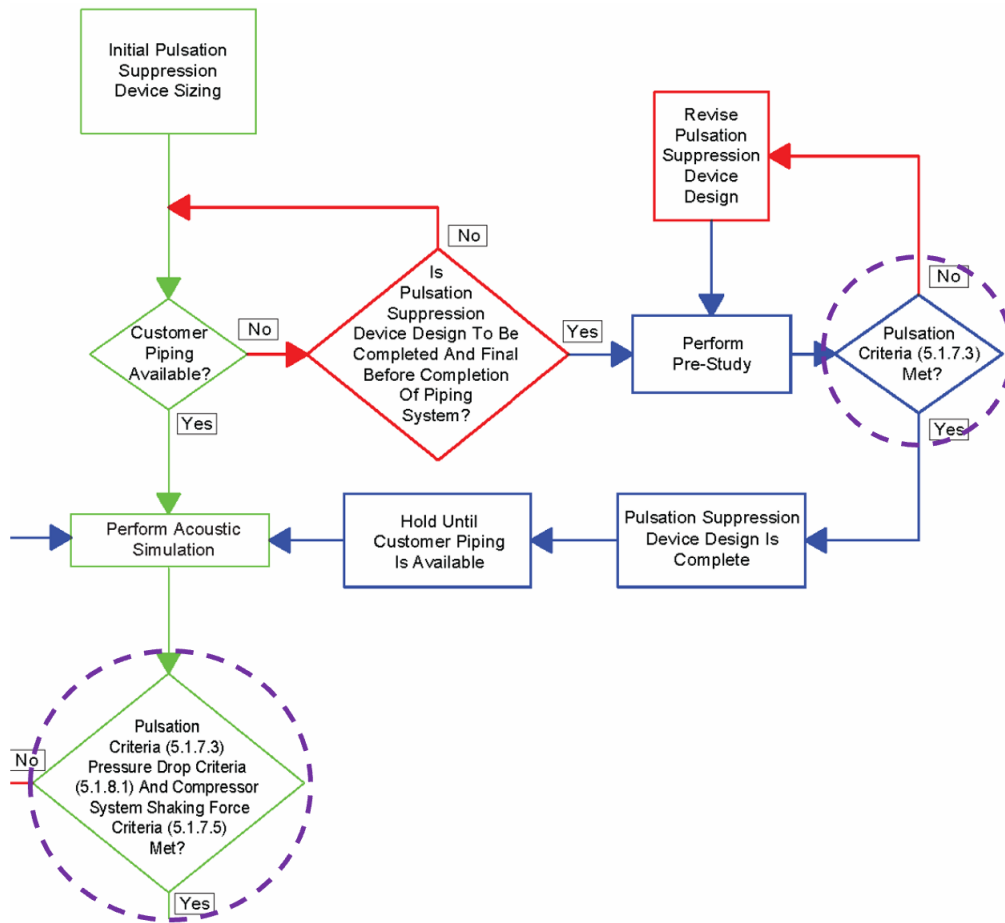 Initial Pulsation
Suppression
Device Sizing
Revise
Pulsation
Suppression
Device
Design
No
No
Is
Pulsation
Suppression
Device Design To Be
Completed And Final
Before Completion
Of Piping
System?
Customer
Piping
Available?
No
Yes
Perform
Pre-Study
Pulsation
Criteria (5.1.7.3)
Met?
Yes
Yes
Perform Acoustic
Simulation
Hold Until
Customer Piping
Is Available
Pulsation Suppression
Device Design Is
Complete
Pulsation
Criteria (5.1.7.3)
Pressure Drop Criteria
(5.1.8.1) And Compressor
System Shaking Force
Criteria (5.1.7.5)
Met?
No
Yes